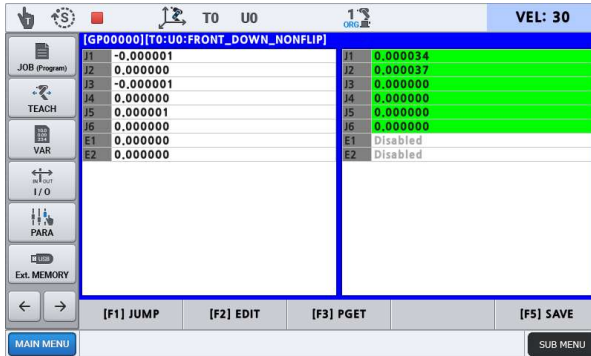 S T0 U0 1 ORG VEL: 30
[GP00000][T0:U0:FRONT_DOWN_NONFLIP]
JOB (Program)
TEACH
VAR
IN OUT
I/O
PARA
USB
Ext. MEMORY
J1 -0.000001
J2 0.000000
J3 -0.000001
J4 0.000000
J5 0.000001
J6 0.000000
E1 0.000000
E2 0.000000
J1 0.000034
J2 0.000037
J3 0.000000
J4 0.000000
J5 0.000000
J6 0.000000
E1 Disabled
E2 Disabled
[F1] JUMP [F2] EDIT [F3] PGET [F5] SAVE
MAIN MENU SUB MENU